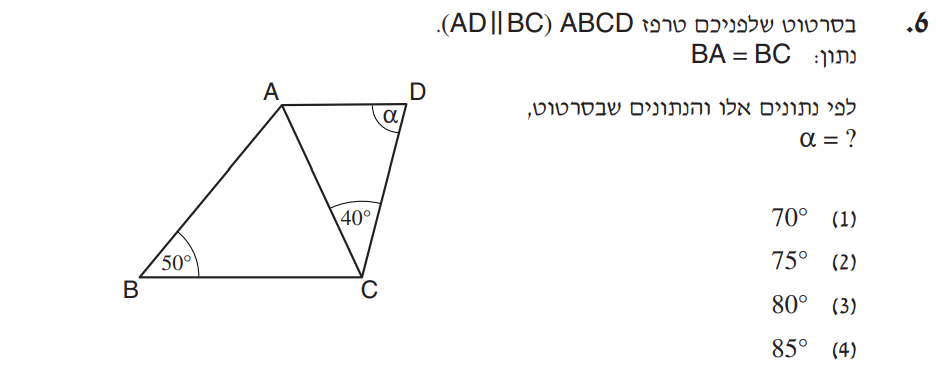 6. בסרטוט שלפניכם טרפז ABCD (AD || BC).
נתון: BA = BC
לפי נתונים אלו והנתונים שבסרטוט,
α = ?
(1) 70°
(2) 75°
(3) 80°
(4) 85°
A
D
α
40°
50°
B
C